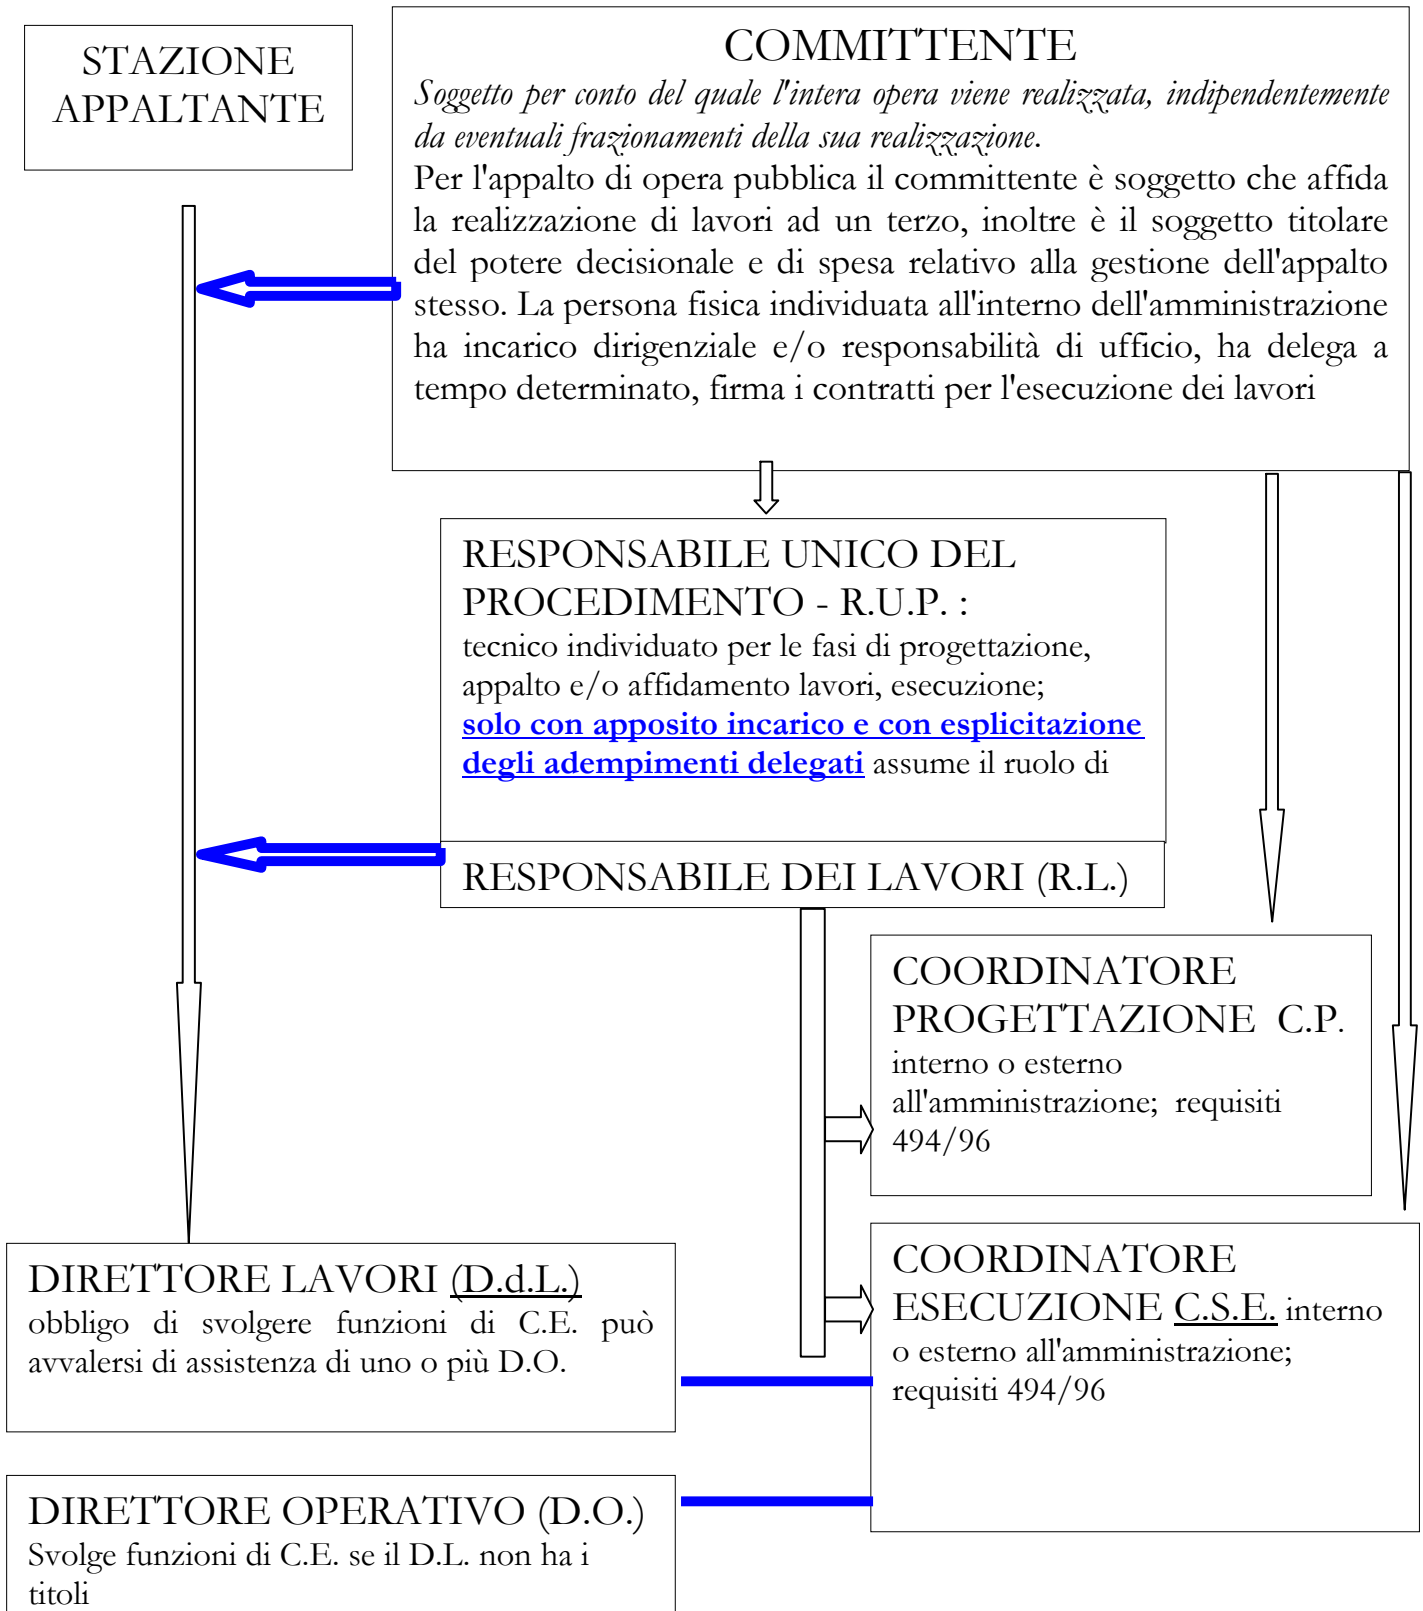 STAZIONE
APPALTANTE
COMMITTENTE
Soggetto per conto del quale l'intera opera viene realizzata, indipendentemente
da eventuali frazionamenti della sua realizzazione.
Per l'appalto di opera pubblica il committente è soggetto che affida
la realizzazione di lavori ad un terzo, inoltre è il soggetto titolare
del potere decisionale e di spesa relativo alla gestione dell'appalto
stesso. La persona fisica individuata all'interno dell'amministrazione
ha incarico dirigenziale e/o responsabilità di ufficio, ha delega a
tempo determinato, firma i contratti per l'esecuzione dei lavori
RESPONSABILE UNICO DEL
PROCEDIMENTO - R.U.P. :
tecnico individuato per le fasi di progettazione,
appalto e/o affidamento lavori, esecuzione;
solo con apposito incarico e con esplicitazione
degli adempimenti delegati assume il ruolo di
RESPONSABILE DEI LAVORI (R.L.)
COORDINATORE
PROGETTAZIONE C.P.
interno o esterno
all'amministrazione; requisiti
494/96
DIRETTORE LAVORI (D.d.L.)
obbligo di svolgere funzioni di C.E. può
avvalersi di assistenza di uno o più D.O.
COORDINATORE
ESECUZIONE C.S.E. interno
o esterno all'amministrazione;
requisiti 494/96
DIRETTORE OPERATIVO (D.O.)
Svolge funzioni di C.E. se il D.L. non ha i
titoli